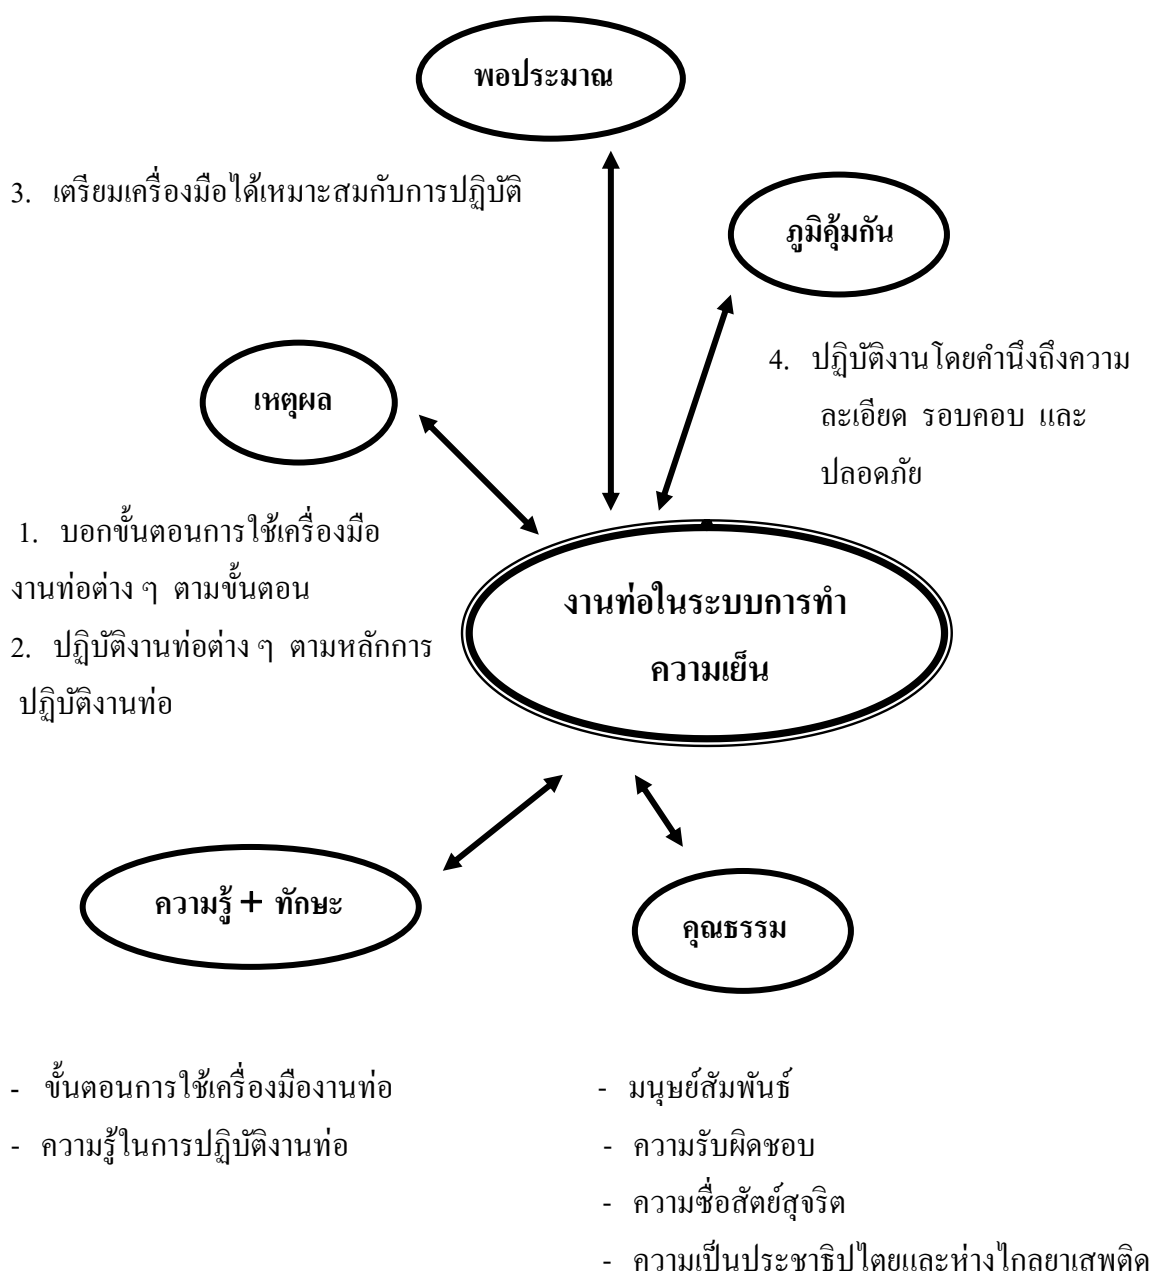 พอประมาณ
3. เตรียมเครื่องมือได้เหมาะสมกับการปฏิบัติ
ภูมิคุ้มกัน
4. ปฏิบัติงานโดยคำนึงถึงความ
ละเอียด รอบคอบ และ
ปลอดภัย
เหตุผล
1. บอกขั้นตอนการใช้เครื่องมือ
งานท่อต่าง ๆ ตามขั้นตอน
2. ปฏิบัติงานท่อต่าง ๆ ตามหลักการ
ปฏิบัติงานท่อ
งานท่อในระบบการทำ
ความเย็น
ความรู้ + ทักษะ
คุณธรรม
- ขั้นตอนการใช้เครื่องมืองานท่อ
- ความรู้ในการปฏิบัติงานท่อ
- มนุษย์สัมพันธ์
- ความรับผิดชอบ
- ความซื่อสัตย์สุจริต
- ความเป็นประชาธิปไตยและห่างไกลยาเสพติด